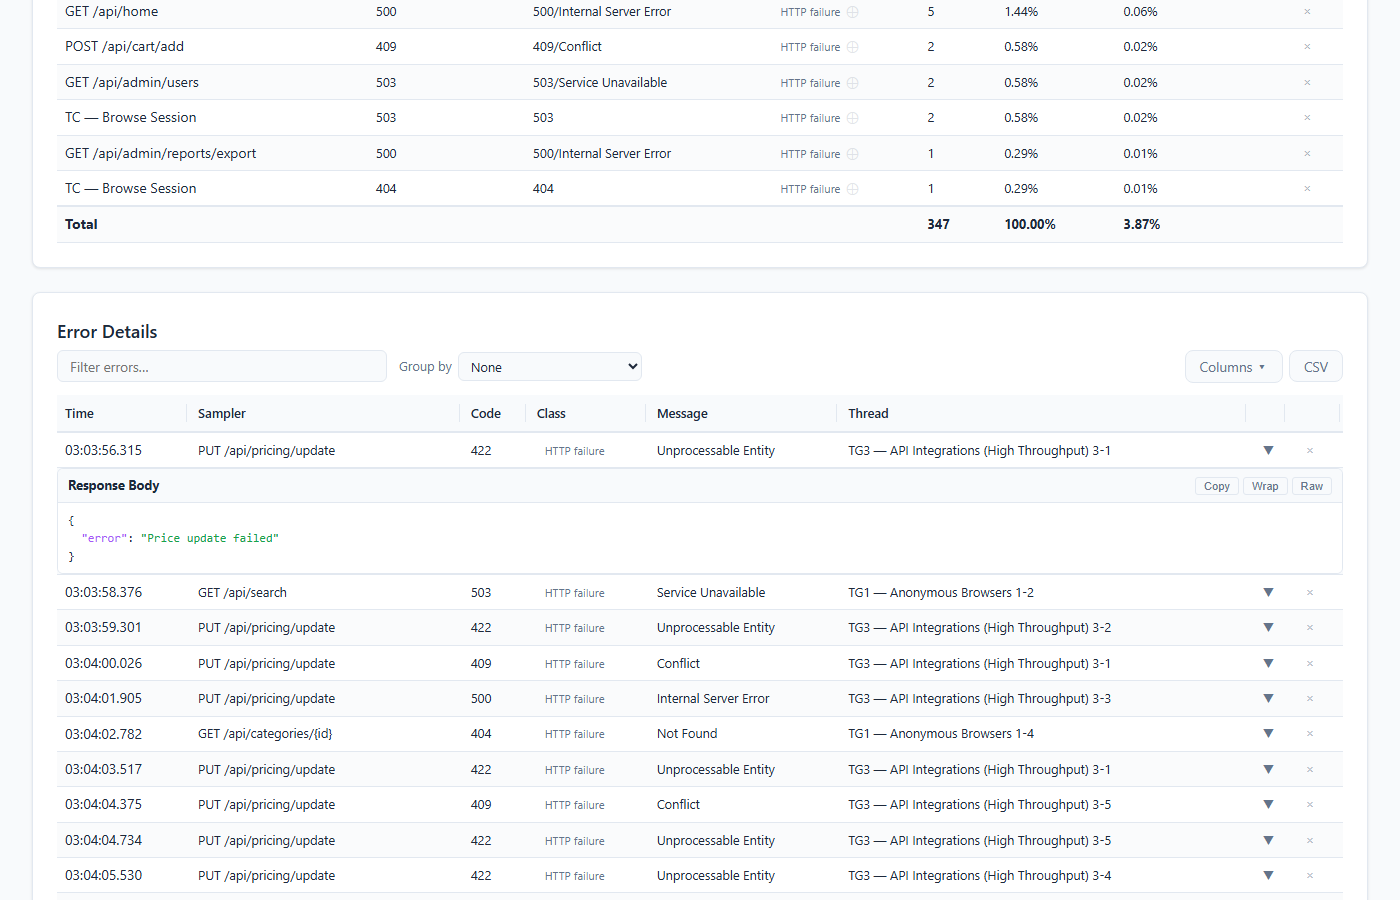 GET /api/home 500 500/Internal Server Error HTTP failure 5 1.44% 0.06% ×
POST /api/cart/add 409 409/Conflict HTTP failure 2 0.58% 0.02% ×
GET /api/admin/users 503 503/Service Unavailable HTTP failure 2 0.58% 0.02% ×
TC — Browse Session 503 503 HTTP failure 2 0.58% 0.02% ×
GET /api/admin/reports/export 500 500/Internal Server Error HTTP failure 1 0.29% 0.01% ×
TC — Browse Session 404 404 HTTP failure 1 0.29% 0.01% ×
Total 347 100.00% 3.87%
Error Details
Filter errors... Group by None Columns ▾ CSV
Time Sampler Code Class Message Thread
03:03:56.315 PUT /api/pricing/update 422 HTTP failure Unprocessable Entity TG3 — API Integrations (High Throughput) 3-1 ▼ ×
Response Body Copy Wrap Raw
{
"error": "Price update failed"
}
03:03:58.376 GET /api/search 503 HTTP failure Service Unavailable TG1 — Anonymous Browsers 1-2 ▼ ×
03:03:59.301 PUT /api/pricing/update 422 HTTP failure Unprocessable Entity TG3 — API Integrations (High Throughput) 3-2 ▼ ×
03:04:00.026 PUT /api/pricing/update 409 HTTP failure Conflict TG3 — API Integrations (High Throughput) 3-1 ▼ ×
03:04:01.905 PUT /api/pricing/update 500 HTTP failure Internal Server Error TG3 — API Integrations (High Throughput) 3-3 ▼ ×
03:04:02.782 GET /api/categories/{id} 404 HTTP failure Not Found TG1 — Anonymous Browsers 1-4 ▼ ×
03:04:03.517 PUT /api/pricing/update 422 HTTP failure Unprocessable Entity TG3 — API Integrations (High Throughput) 3-1 ▼ ×
03:04:04.375 PUT /api/pricing/update 409 HTTP failure Conflict TG3 — API Integrations (High Throughput) 3-5 ▼ ×
03:04:04.734 PUT /api/pricing/update 422 HTTP failure Unprocessable Entity TG3 — API Integrations (High Throughput) 3-5 ▼ ×
03:04:05.530 PUT /api/pricing/update 422 HTTP failure Unprocessable Entity TG3 — API Integrations (High Throughput) 3-4 ▼ ×